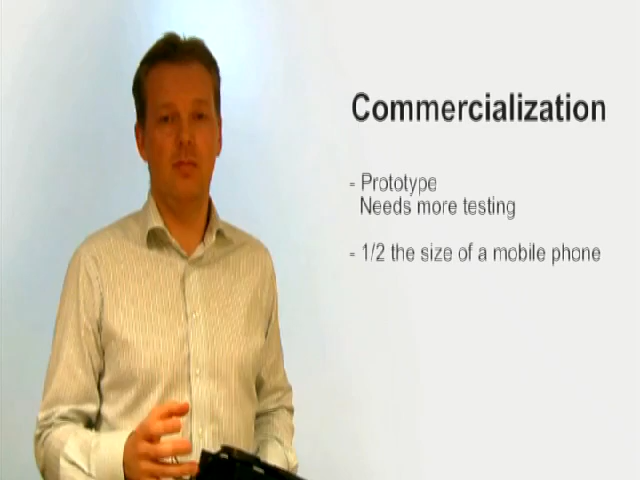 Commercialization
- Prototype
Needs more testing
- 1/2 the size of a mobile phone